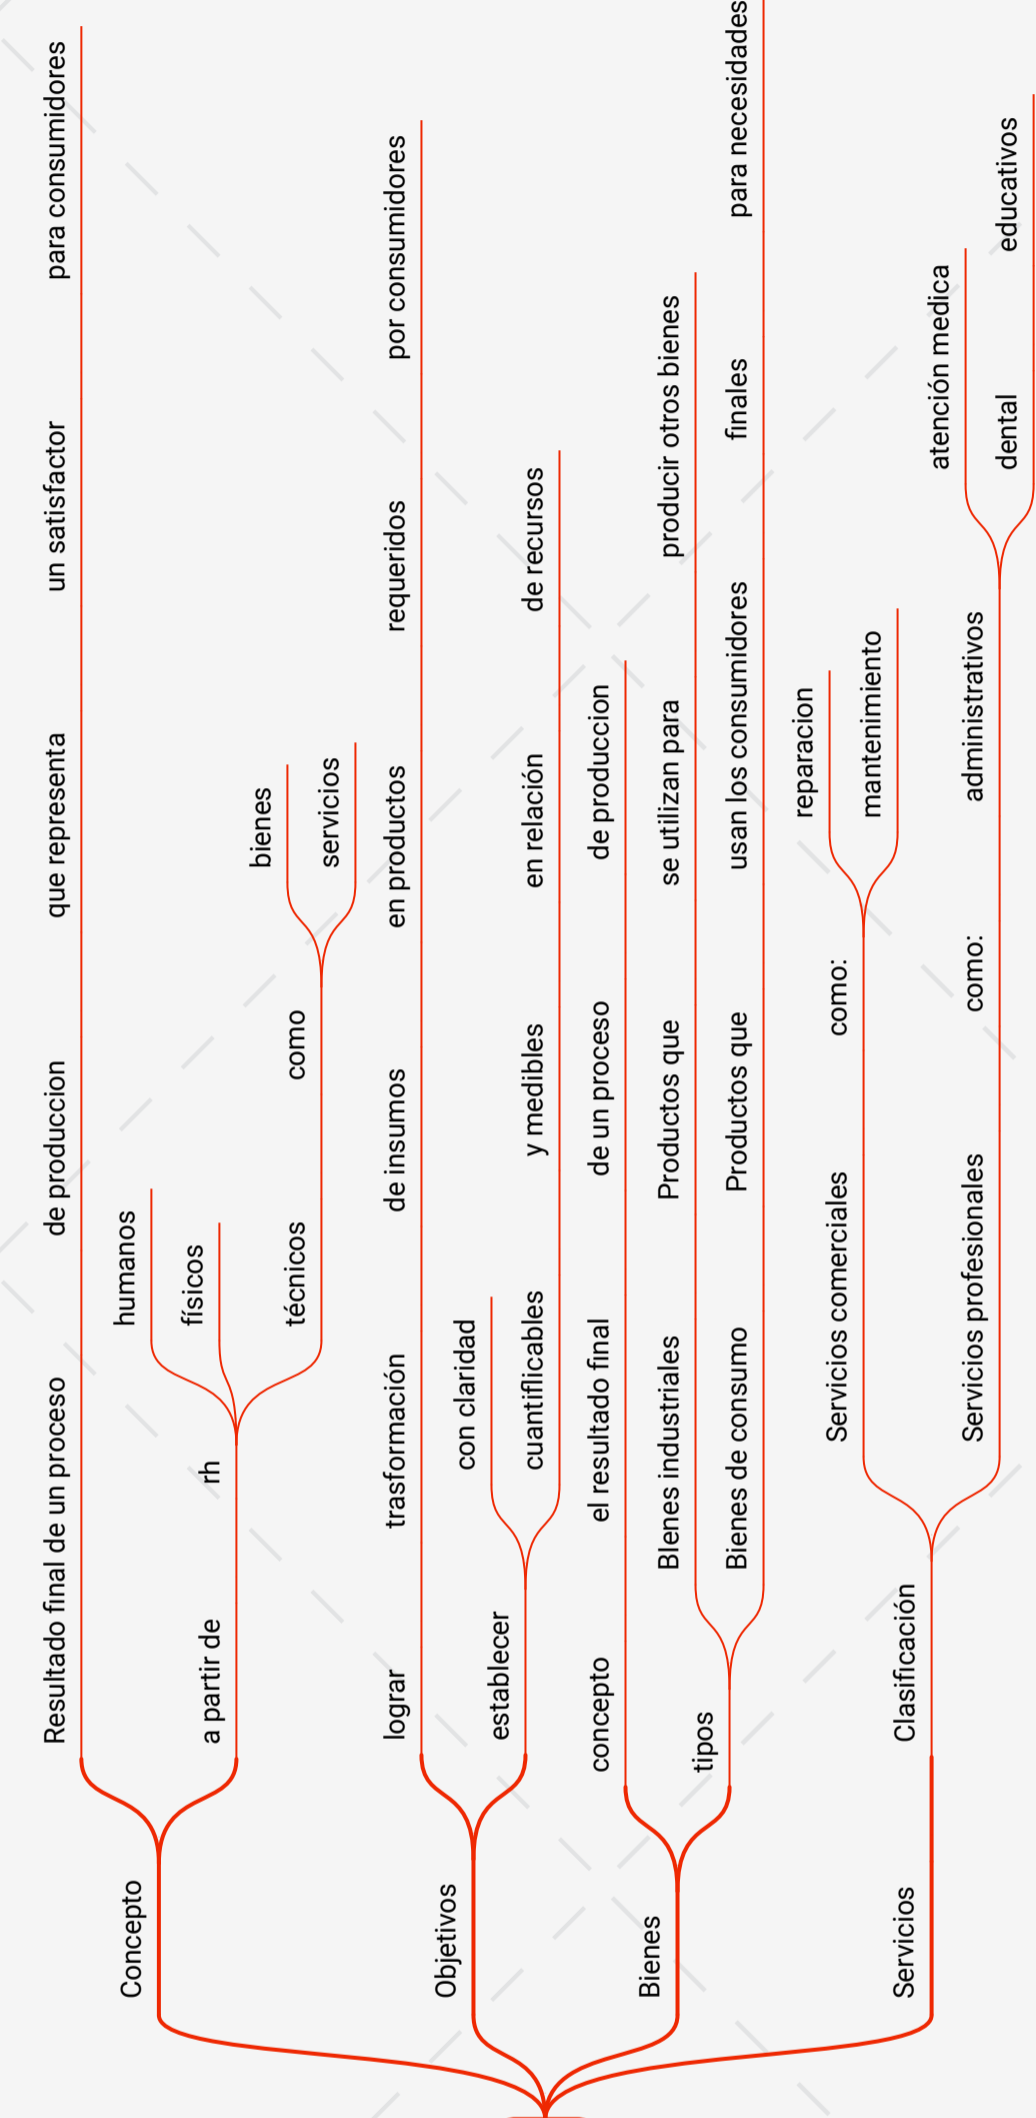 Concepto
Resultado final de un proceso de produccion que representa un satisfactor para consumidores
a partir de rh
humanos
físicos
técnicos como
bienes
servicios
Objetivos
lograr trasformación de insumos en productos requeridos por consumidores
establecer
con claridad
cuantificables y medibles en relación de recursos
Bienes
concepto el resultado final de un proceso de produccion
tipos
BIenes industriales Productos que se utilizan para producir otros bienes
Bienes de consumo Productos que usan los consumidores finales para necesidades
Servicios
Clasificación
Servicios comerciales como:
reparacion
mantenimiento
Servicios profesionales como: administrativos
atención medica
dental educativos